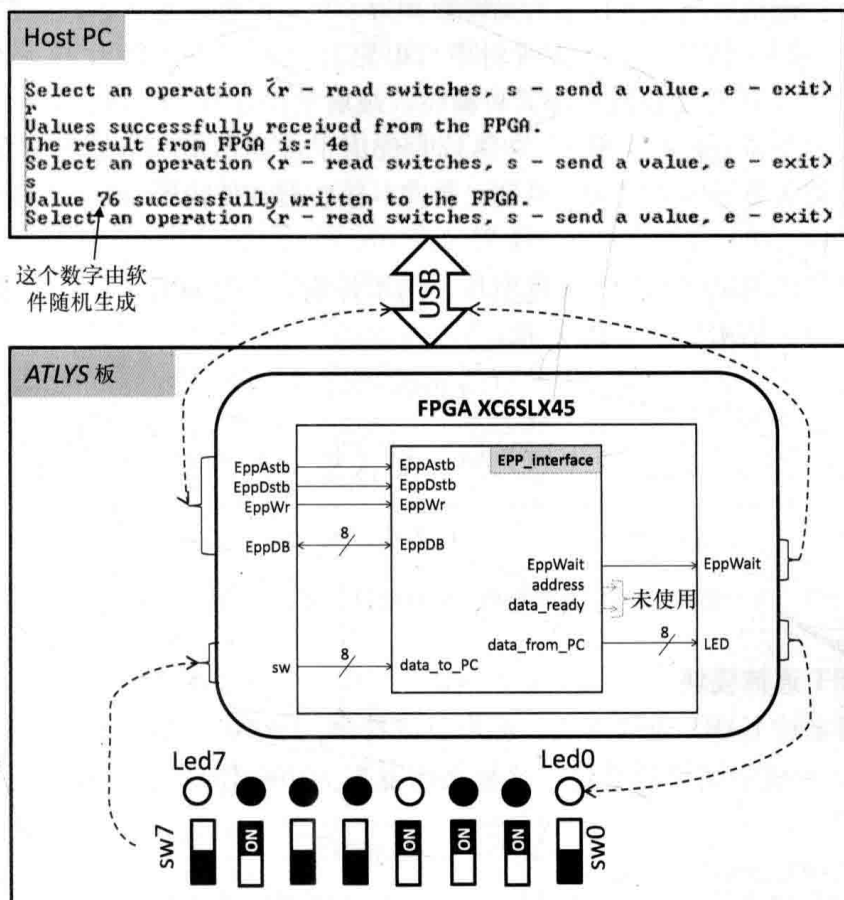 Host PC
Select an operation (r - read switches, s - send a value, e - exit)
r
Values successfully received from the FPGA.
The result from FPGA is: 4e
Select an operation (r - read switches, s - send a value, e - exit)
s
Value 76 successfully written to the FPGA.
Select an operation (r - read switches, s - send a value, e - exit)
这个数字由软
件随机生成
USB
ATLYS 板
FPGA XC6SLX45
EPP_interface
EppAstb EppAstb
EppDstb EppDstb
EppWr EppWr
EppDB 8 EppDB
EppWait EppWait
address
data_ready
未使用
data_from_PC 8 LED
sw 8 data_to_PC
Led7 Led0
sw7 ON ON ON ON sw0